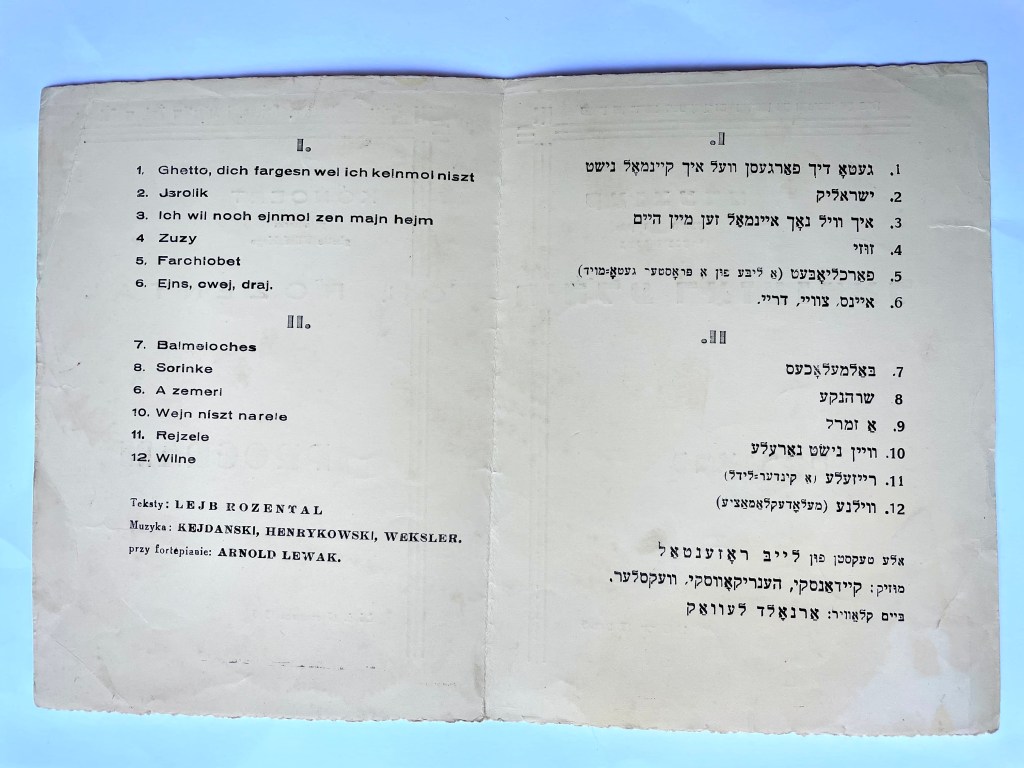 I.
1. Ghetto, dich fargesn wel ich keinmol niszt
2. Jsrolik
3. Ich wil noch ejnmol zen majn hejm
4 Zuzy
5. Farchlobet
6. Ejns, cwej, draj.
II.
7. Balmeloches
8. Sorinke
6. A zemerl
10. Wejn niszt narele
11. Rejzele
12. Wilne
Teksty: LEJB ROZENTAL
Muzyka: KEJDANSKI, HENRYKOWSKI, WEKSLER.
przy fortepianie: ARNOLD LEWAK.
I.
1. געטאָ דיך פאַרגעסן וועל איך קיינמאָל נישט
2. ישראליק
3. איך וויל נאָך איינמאָל זען מיין היים
4. זוזי
5. פאַרכליאָבעט (אַ ליבע פון אַ פּראָסטער געטאָ=מויד)
6. איינס, צוויי, דריי.
II.
7. באַלמעלאָכעס
8 שרהנקע
9. אַ זמרל
10. וויין נישט נאַרעלע
11. רייזעלע (אַ קינדער=לידל)
12. ווילנע (מעלאָדעקלאַמאַציע)
אלע טעקסטן פון לייב ראָזענטאַל
מוזיק: קיידאַנסקי, הענריקאָווסקי, וועקסלער.
ביים קלאַוויר: אַרנאָלד לעוואַק